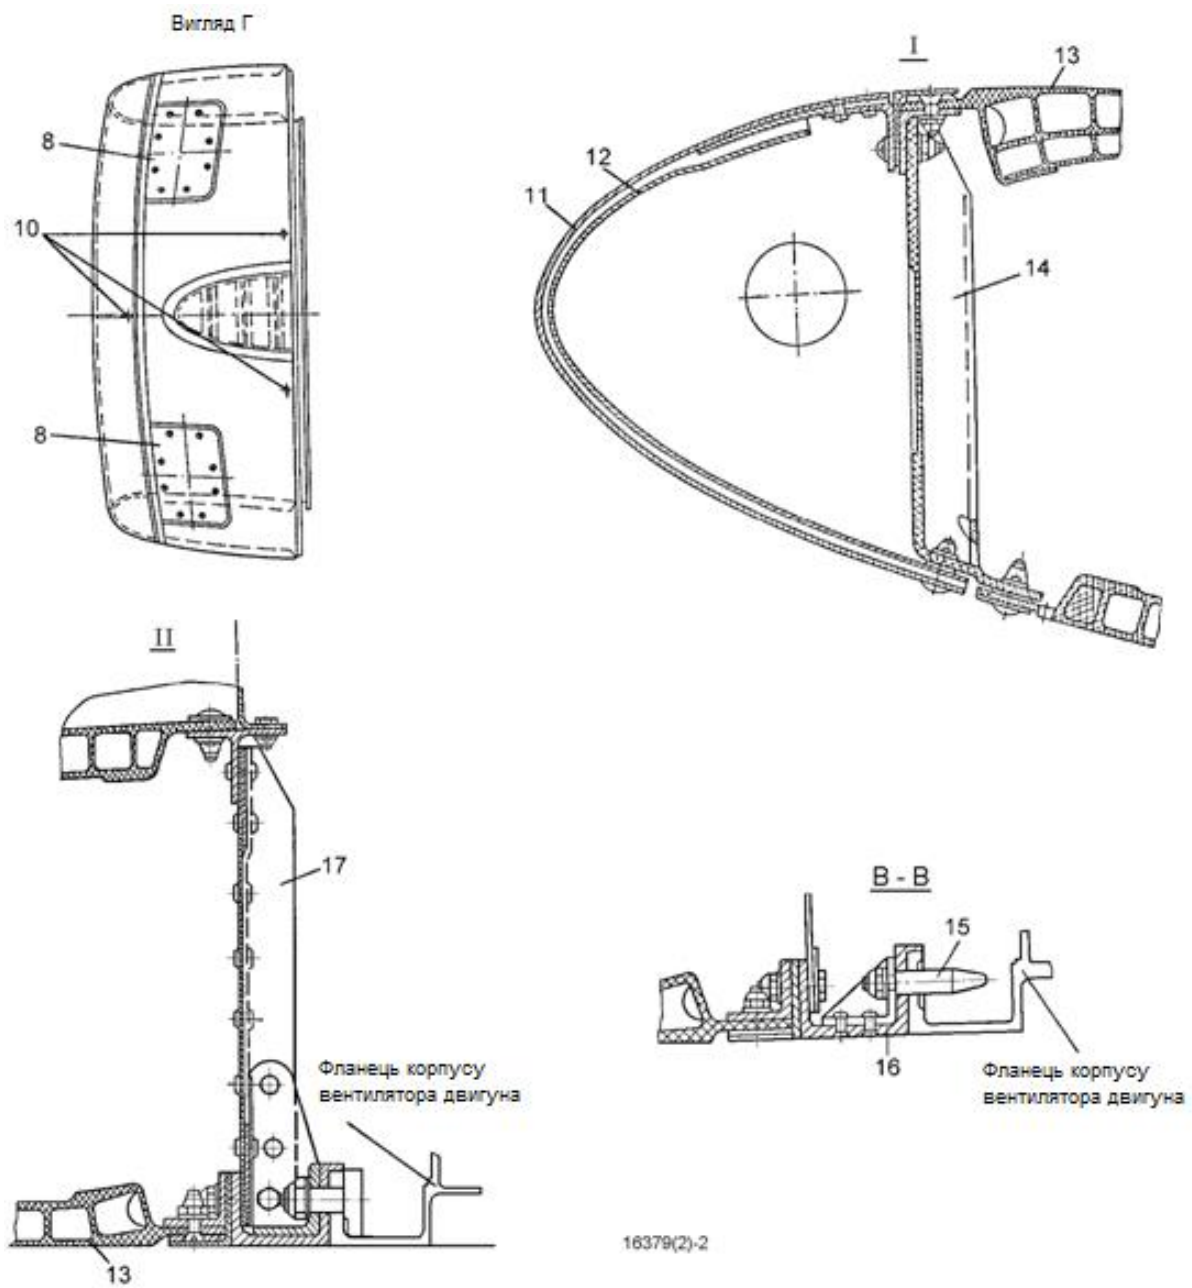 Вигляд Г
8
10
8
I
13
12
11
14
II
17
Фланець корпусу
вентилятора двигуна
13
В - В
15
16
Фланець корпусу
вентилятора двигуна
16379(2)-2